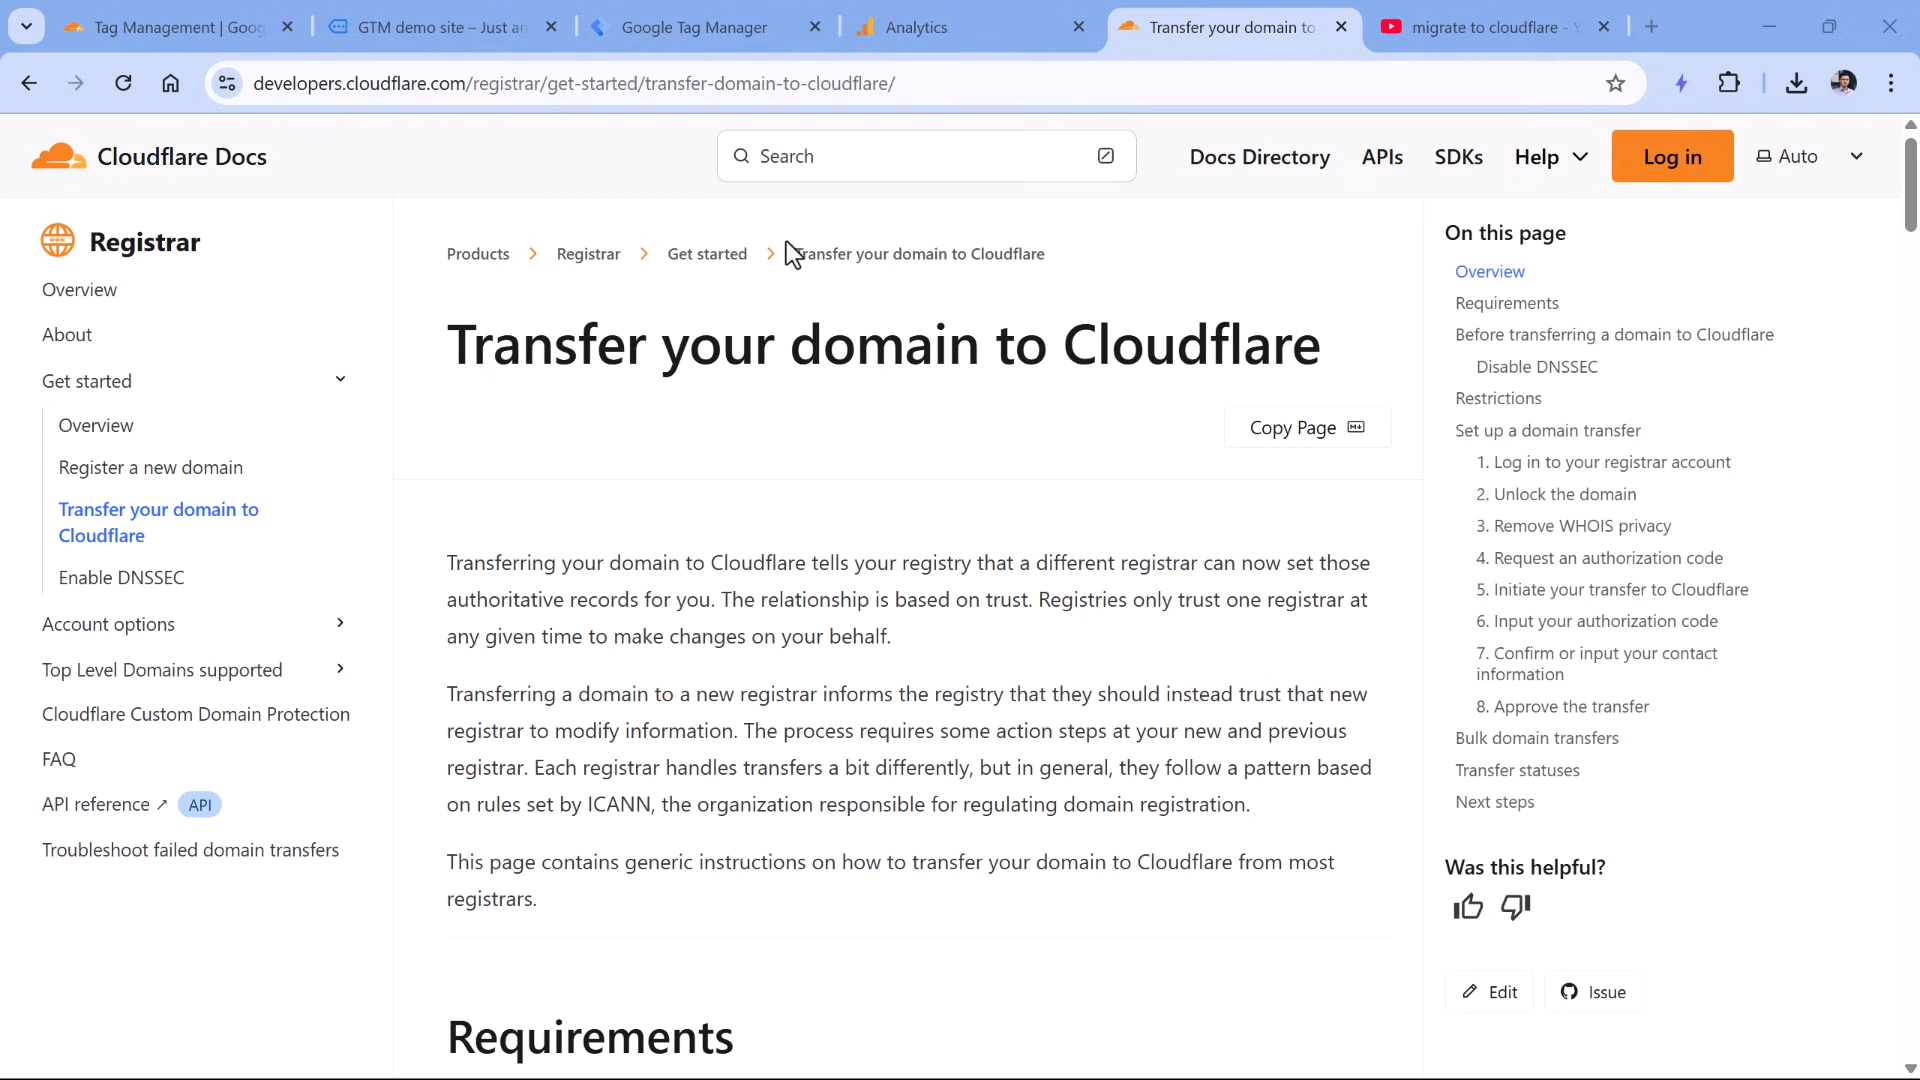 Tag Management | Goog
GTM demo site – Just an
Google Tag Manager
Analytics
Transfer your domain to
migrate to cloudflare - Y
developers.cloudflare.com/registrar/get-started/transfer-domain-to-cloudflare/
Cloudflare Docs
Search
Docs Directory
APIs
SDKs
Help
Log in
Auto
www.
Registrar
Overview
About
Get started
Overview
Register a new domain
Transfer your domain to
Cloudflare
Enable DNSSEC
Account options
Top Level Domains supported
Cloudflare Custom Domain Protection
FAQ
API reference ↗ API
Troubleshoot failed domain transfers
Products > Registrar > Get started > Transfer your domain to Cloudflare
Transfer your domain to Cloudflare
Copy Page
Transferring your domain to Cloudflare tells your registry that a different registrar can now set those
authoritative records for you. The relationship is based on trust. Registries only trust one registrar at
any given time to make changes on your behalf.
Transferring a domain to a new registrar informs the registry that they should instead trust that new
registrar to modify information. The process requires some action steps at your new and previous
registrar. Each registrar handles transfers a bit differently, but in general, they follow a pattern based
on rules set by ICANN, the organization responsible for regulating domain registration.
This page contains generic instructions on how to transfer your domain to Cloudflare from most
registrars.
Requirements
On this page
Overview
Requirements
Before transferring a domain to Cloudflare
Disable DNSSEC
Restrictions
Set up a domain transfer
1. Log in to your registrar account
2. Unlock the domain
3. Remove WHOIS privacy
4. Request an authorization code
5. Initiate your transfer to Cloudflare
6. Input your authorization code
7. Confirm or input your contact
information
8. Approve the transfer
Bulk domain transfers
Transfer statuses
Next steps
Was this helpful?
Edit
Issue